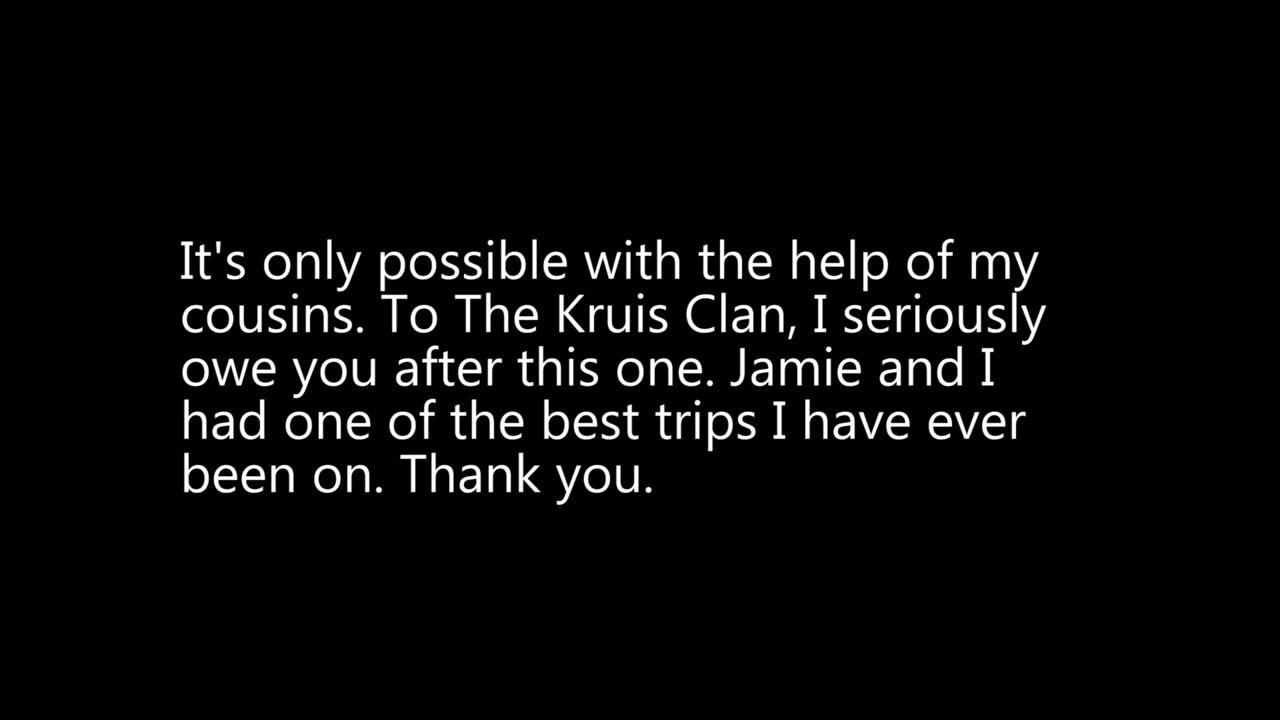 It's only possible with the help of my
cousins. To The Kruis Clan, I seriously
owe you after this one. Jamie and I
had one of the best trips I have ever
been on. Thank you.